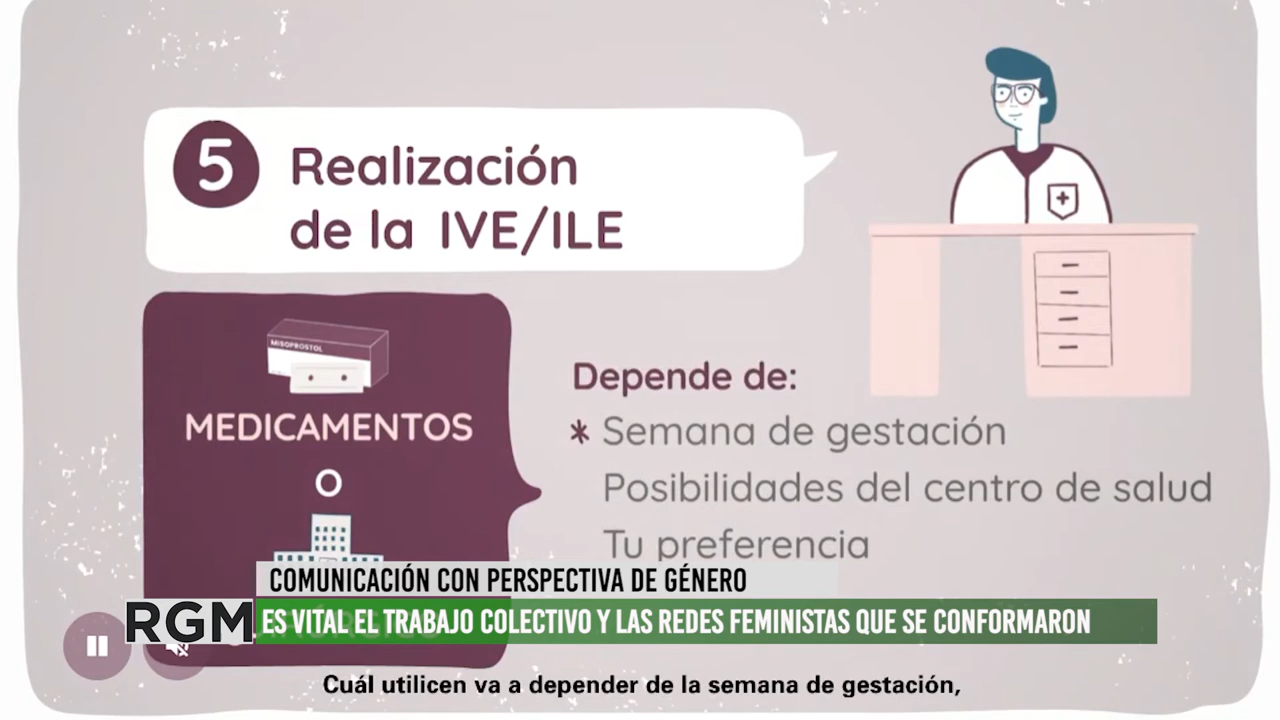 5 Realización
de la IVE/ILE
MISOPROSTOL
MEDICAMENTOS
O
Depende de:
* Semana de gestación
Posibilidades del centro de salud
Tu preferencia
COMUNICACIÓN CON PERSPECTIVA DE GÉNERO
RGM
ES VITAL EL TRABAJO COLECTIVO Y LAS REDES FEMINISTAS QUE SE CONFORMARON
Cuál utilicen va a depender de la semana de gestación,